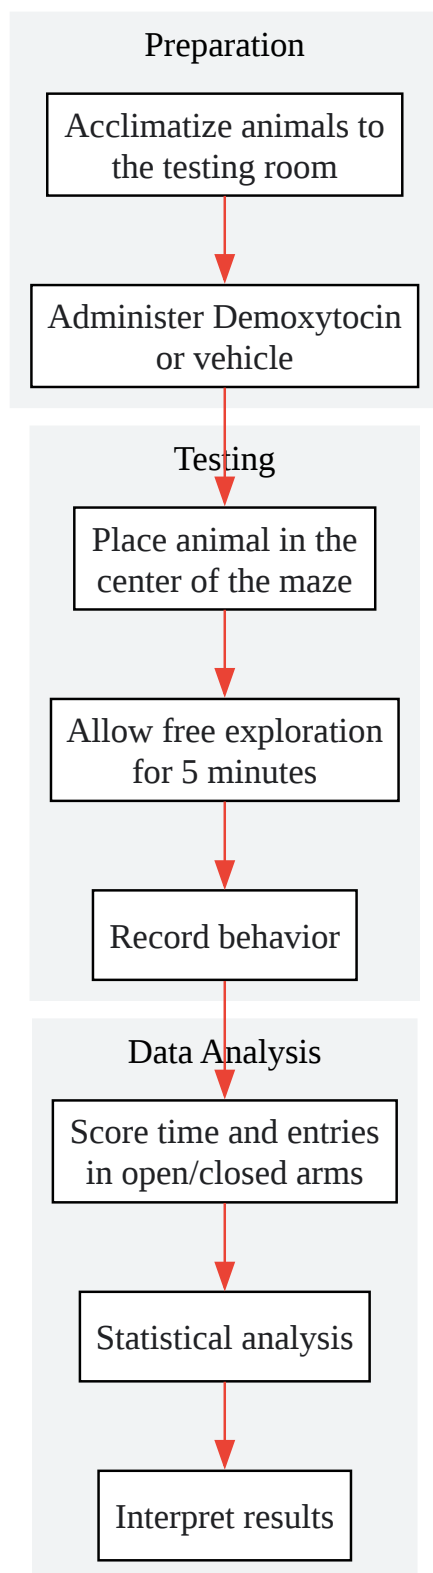 Preparation
Acclimatize animals to
the testing room
Administer Demoxytocin
or vehicle
Testing
Place animal in the
center of the maze
Allow free exploration
for 5 minutes
Record behavior
Data Analysis
Score time and entries
in open/closed arms
Statistical analysis
Interpret results